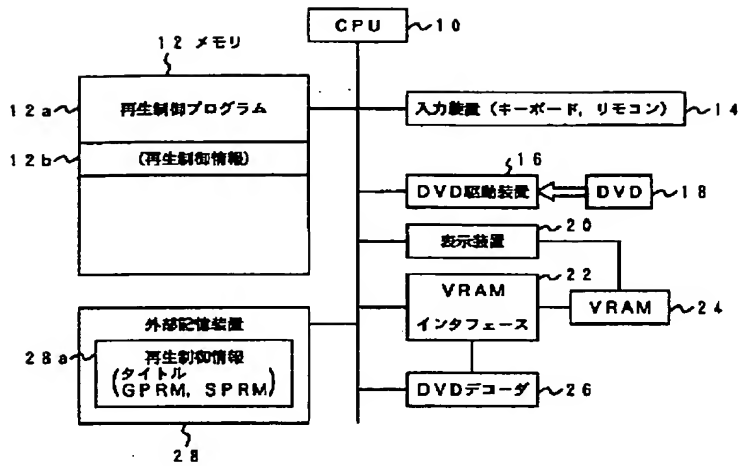 CPU
10
12 メモリ
12a
再生制御プログラム
12b
(再生制御情報)
入力装置(キーボード, リモコン)
14
16
DVD駆動装置
DVD
18
20
表示装置
22
VRAM
インタフェース
VRAM
24
外部記憶装置
28a
再生制御情報
(タイトル
GPRM, SPRM)
DVDデコーダ
26
28